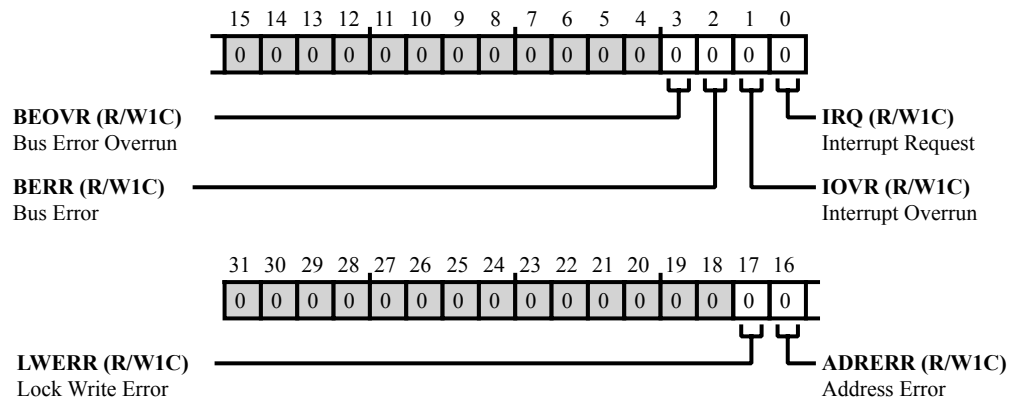 15 14 13 12 11 10 9 8 7 6 5 4 3 2 1 0
0 0 0 0 0 0 0 0 0 0 0 0 0 0 0 0
BEOVR (R/W1C)
Bus Error Overrun
IRQ (R/W1C)
Interrupt Request
BERR (R/W1C)
Bus Error
IOVR (R/W1C)
Interrupt Overrun
31 30 29 28 27 26 25 24 23 22 21 20 19 18 17 16
0 0 0 0 0 0 0 0 0 0 0 0 0 0 0 0
LWERR (R/W1C)
Lock Write Error
ADRERR (R/W1C)
Address Error